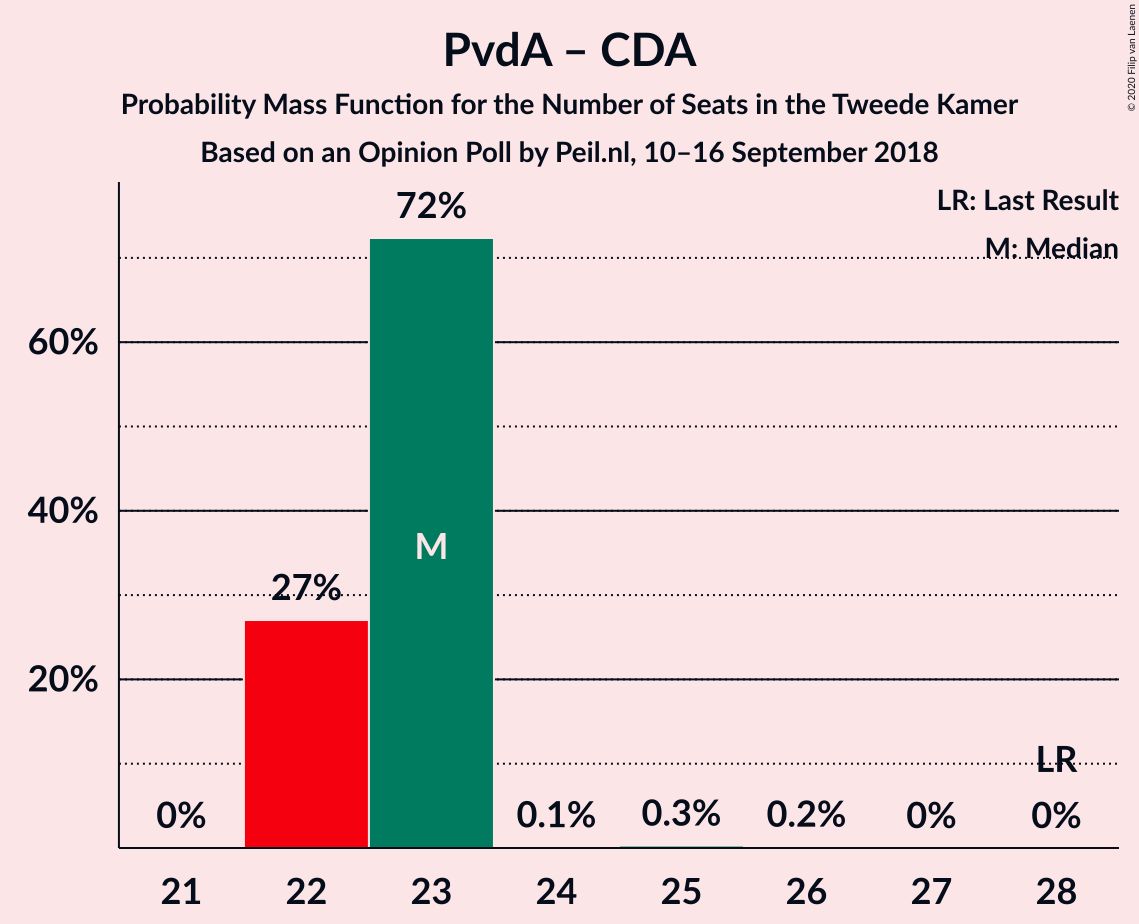 PvdA – CDA
Probability Mass Function for the Number of Seats in the Tweede Kamer
Based on an Opinion Poll by Peil.nl, 10–16 September 2018
© 2020 Filip van Laenen
LR: Last Result
M: Median
72%
60%
40%
M
27%
20%
LR
0%
0.1%
0.3%
0.2%
0%
0%
21
22
23
24
25
26
27
28